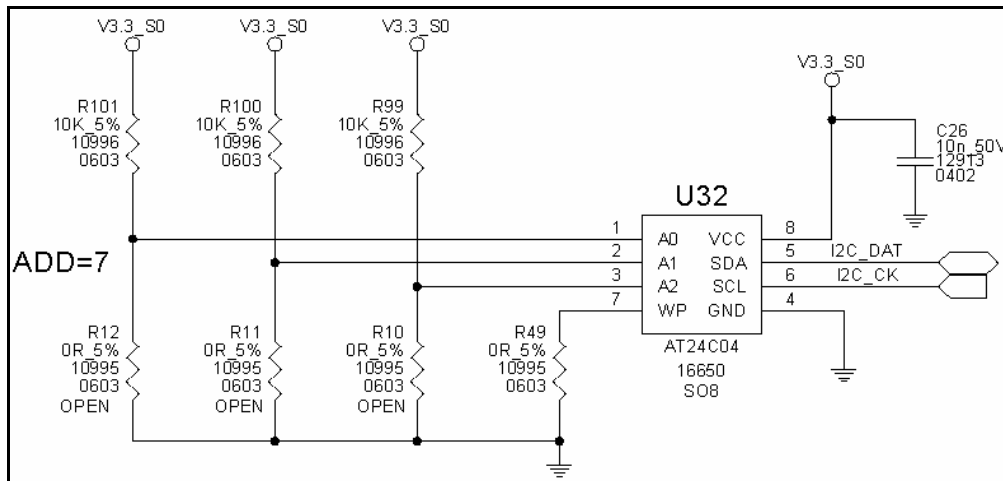 V3.3_S0 V3.3_S0 V3.3_S0
V3.3_S0
R101
10K_5%
10996
0603
R100
10K_5%
10996
0603
R99
10K_5%
10996
0603
C26
10n_50V
12913
0402
U32
1 A0 VCC 8
2 A1 SDA 5 I2C_DAT
3 A2 SCL 6 I2C_CK
7 WP GND 4
AT24C04
16650
SO8
ADD=7
R12
0R_5%
10995
0603
OPEN
R11
0R_5%
10995
0603
OPEN
R10
0R_5%
10995
0603
OPEN
R49
0R_5%
10995
0603